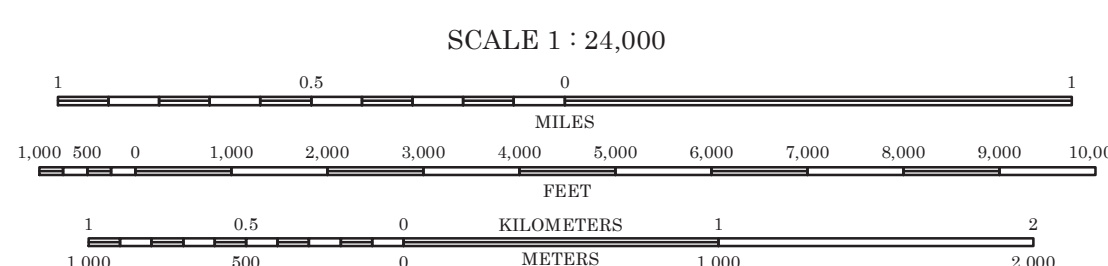 SCALE 1 : 24,000
1 0.5 0 1
MILES
1,000 500 0 1,000 2,000 3,000 4,000 5,000 6,000 7,000 8,000 9,000 10,00
FEET
1 0.5 0 KILOMETERS 1 2
1,000 500 0 METERS 1,000 2,000